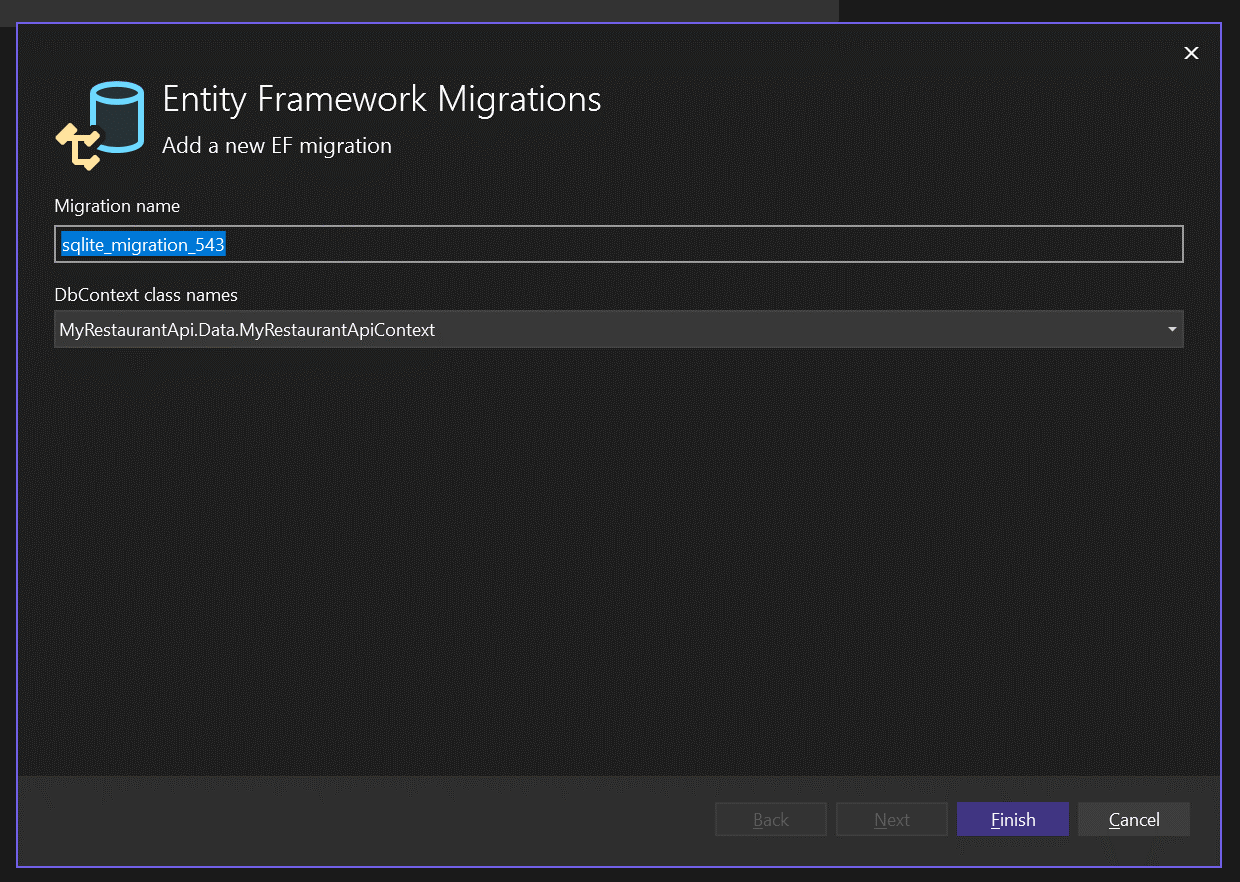 Entity Framework Migrations
Add a new EF migration
Migration name
sqlite_migration_543
DbContext class names
MyRestaurantApi.Data.MyRestaurantApiContext
Back Next Finish Cancel